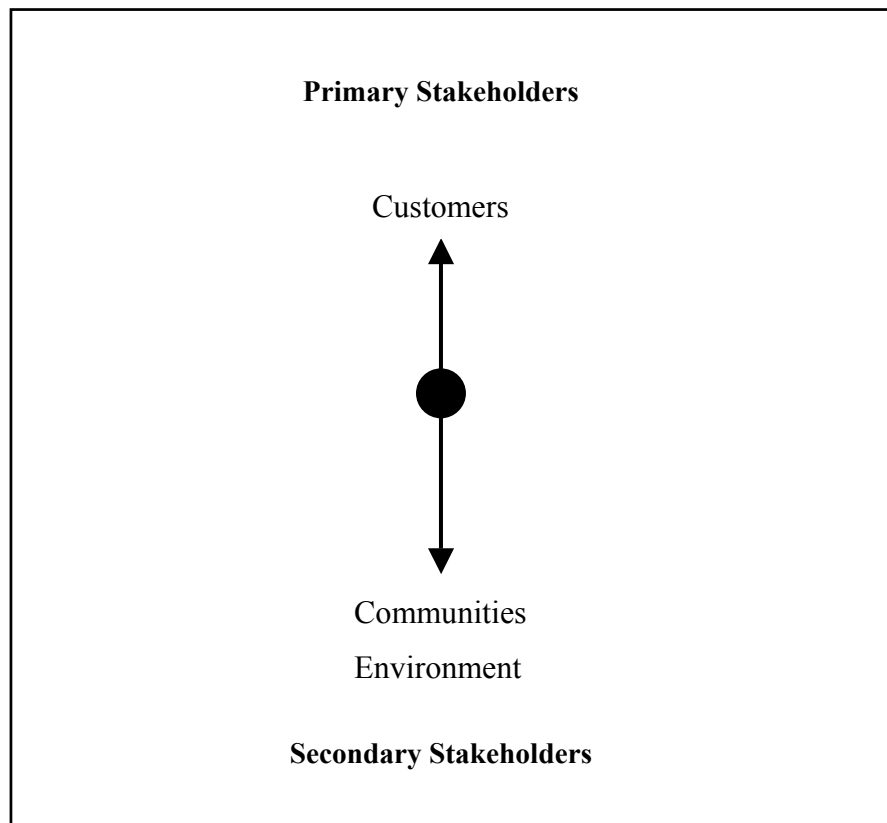 Primary Stakeholders
Customers
Communities
Environment
Secondary Stakeholders